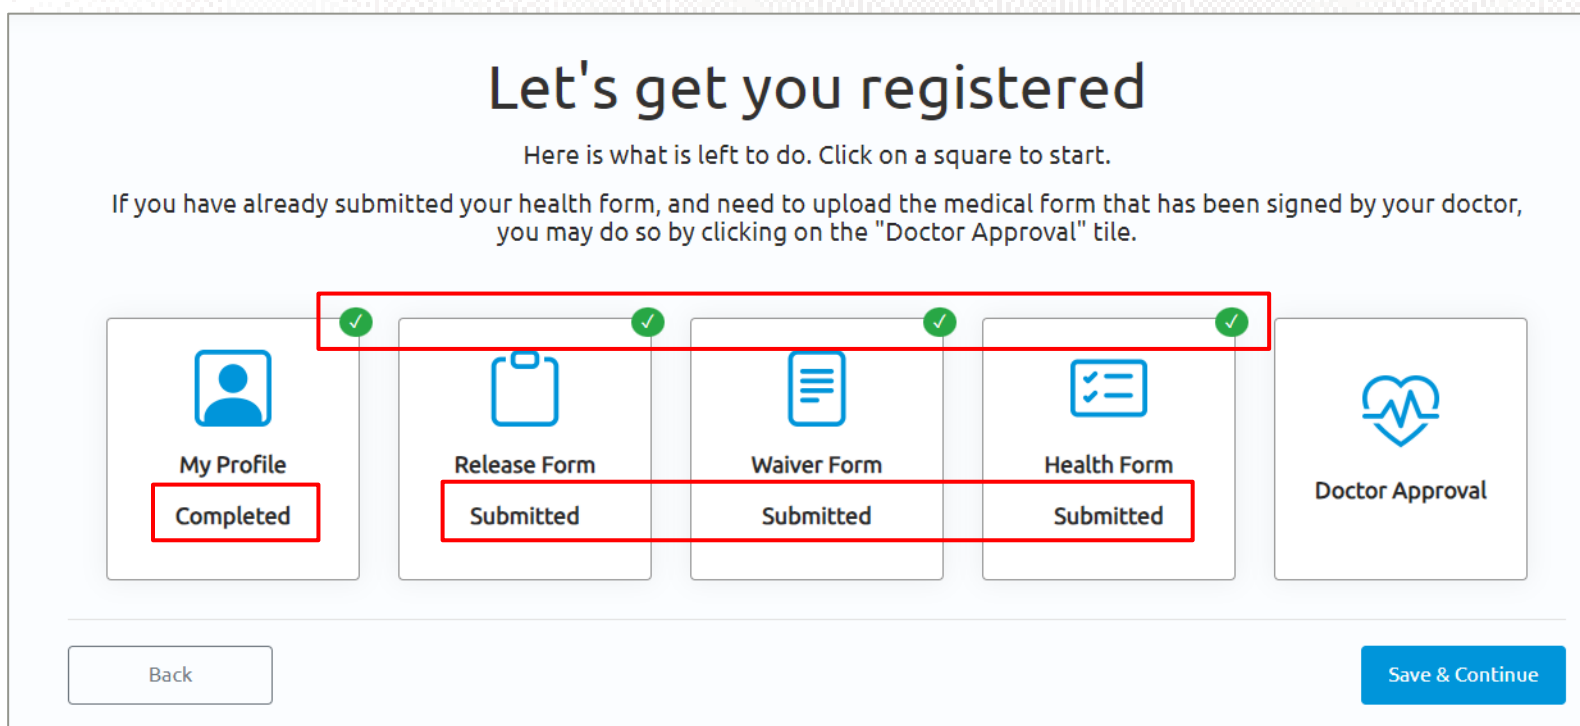 Let's get you registered
Here is what is left to do. Click on a square to start.
If you have already submitted your health form, and need to upload the medical form that has been signed by your doctor,
you may do so by clicking on the "Doctor Approval" tile.
My Profile
Completed
Release Form
Submitted
Waiver Form
Submitted
Health Form
Submitted
Doctor Approval
Back
Save & Continue